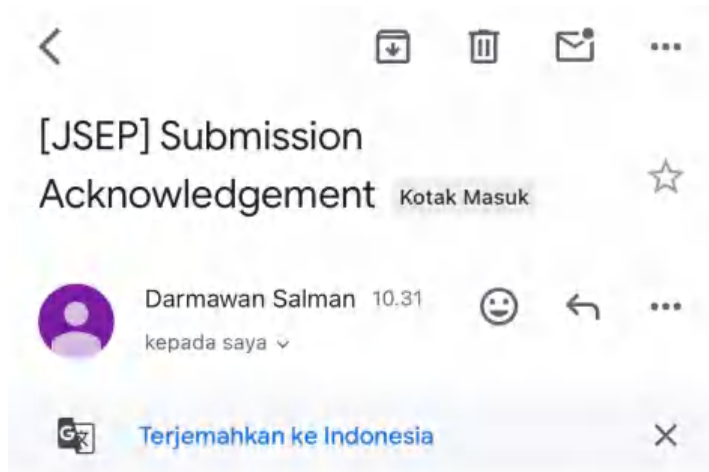 [JSEP] Submission
Acknowledgement Kotak Masuk
Darmawan Salman 10.31
kepada saya
Terjemahkan ke Indonesia